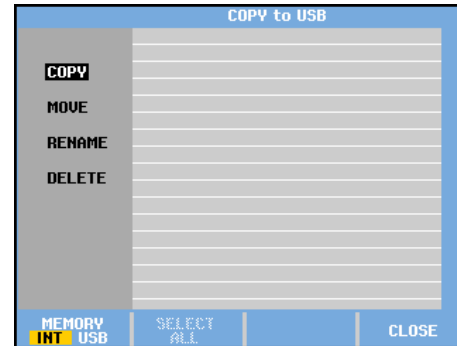 COPY to USB
COPY
MOVE
RENAME
DELETE
MEMORY
INT USB
SELECT
ALL
CLOSE